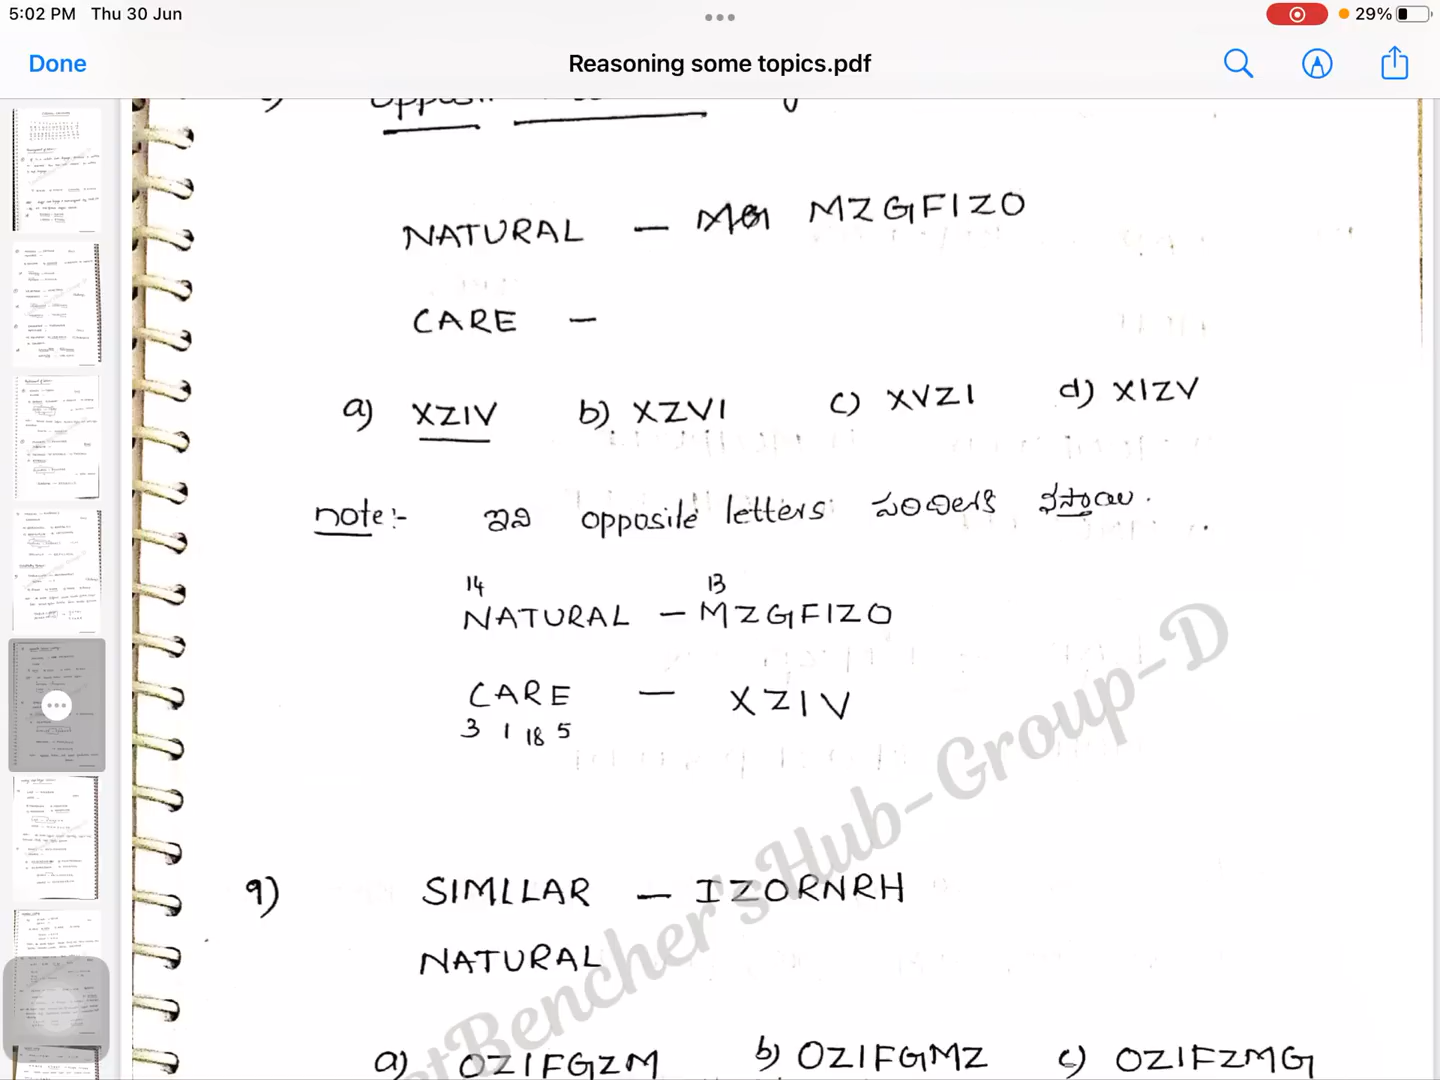 5:02 PM Thu 30 Jun
29%
Done
Reasoning some topics.pdf
NATURAL — MZGFIZO
CARE —
a) XZIV b) XZVI c) XVZI d) XIZV
note:- ఇవి opposite letters
14 13
NATURAL — MZGFIZO
CARE — XZIV
3 1 18 5
9) SIMILAR — IZORNRH
NATURAL
a) OZIFGZM b) OZIFGMZ c) OZIFZMG
Bencher's Hub-Group-D